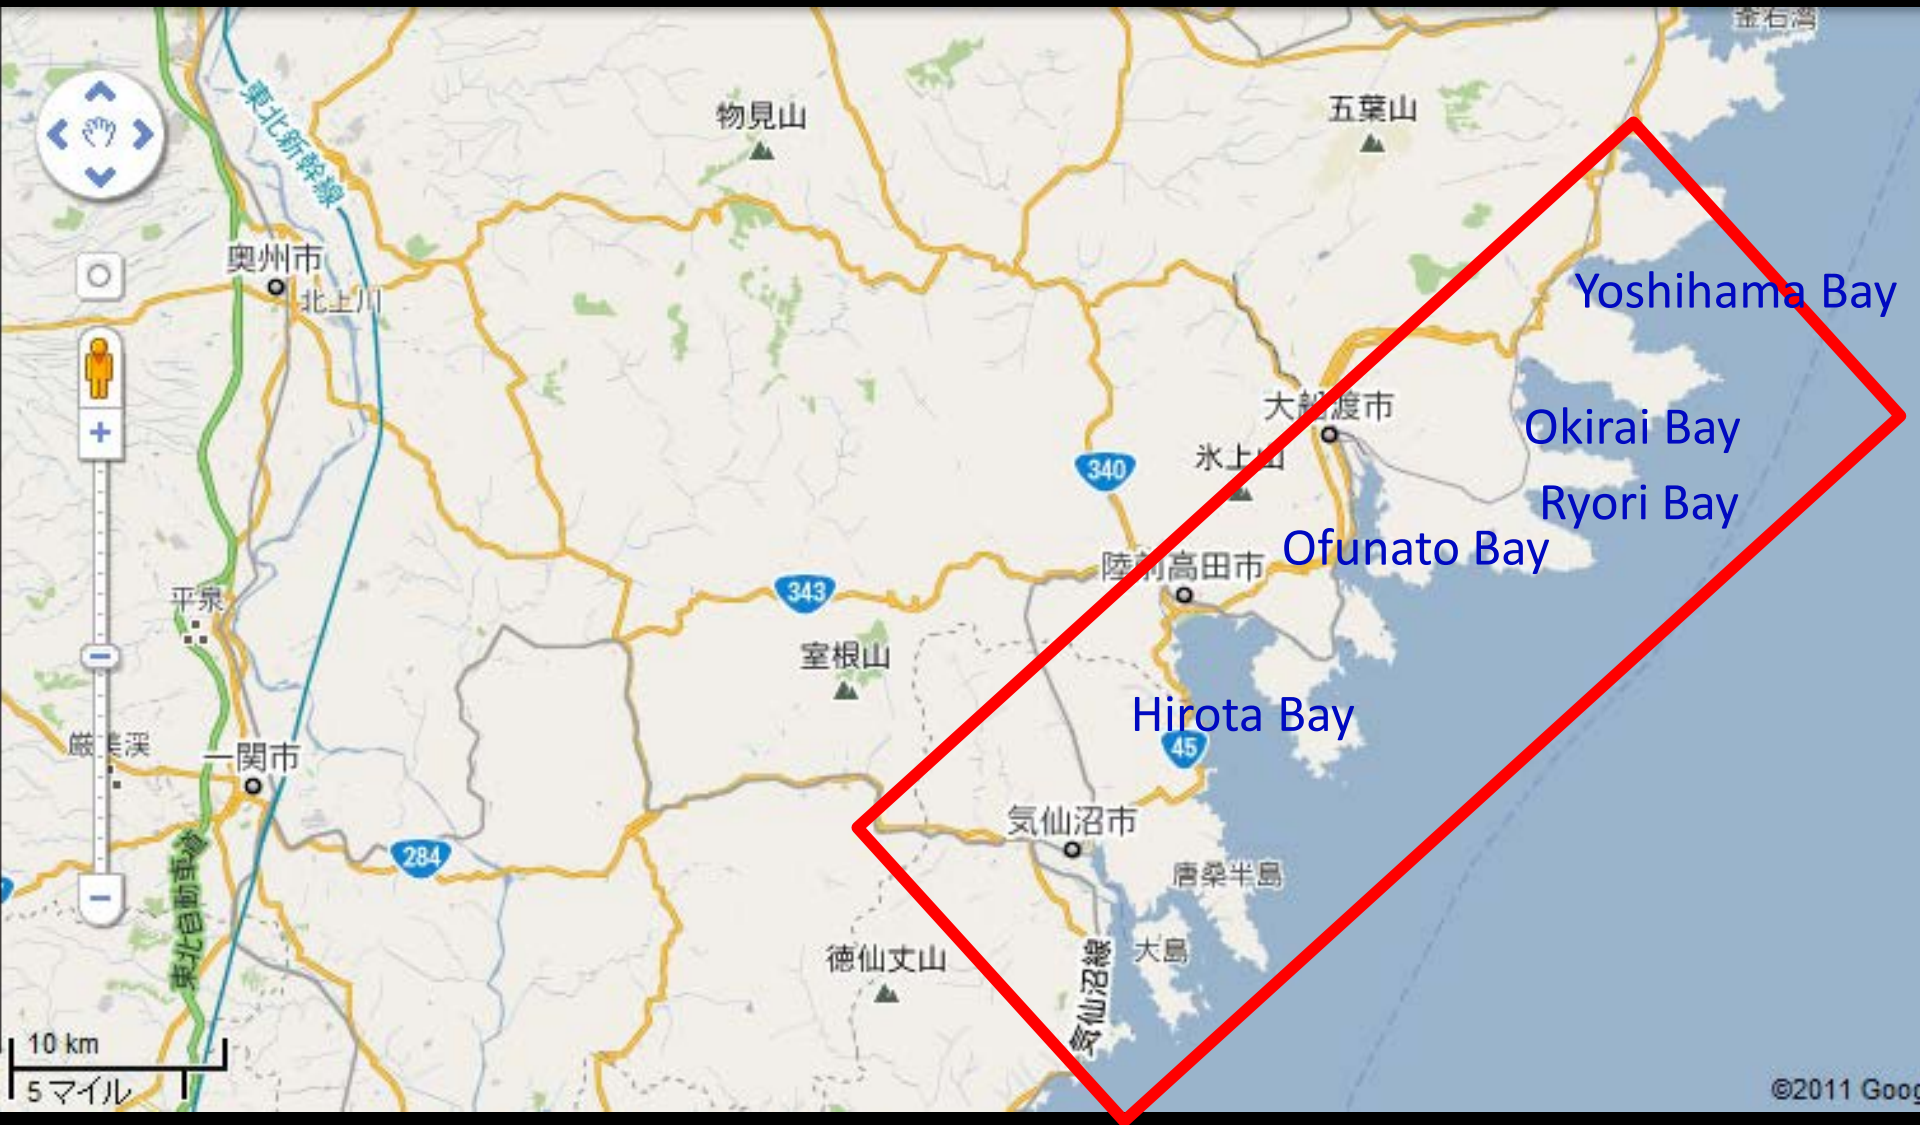 釜石湾
東北新幹線
物見山
五葉山
奥州市
北上川
Yoshihama Bay
大船渡市
Okirai Bay
氷上山
340
Ryori Bay
Ofunato Bay
陸前高田市
343
平泉
室根山
Hirota Bay
45
厳美渓
一関市
気仙沼市
284
唐桑半島
東北自動車道
徳仙丈山
大島
気仙沼線
10 km
5 マイル
©2011 Goog